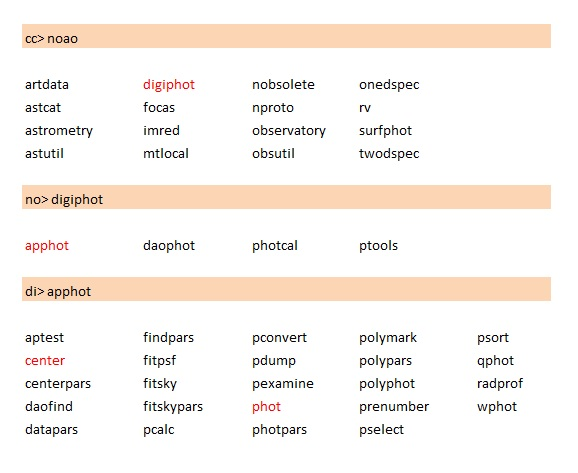 cc> noao
artdata digiphot nobsolete onedspec
astcat focas nproto rv
astrometry imred observatory surfphot
astutil mtlocal obsutil twodspec
no> digiphot
apphot daophot photcal ptools
di> apphot
aptest findpars pconvert polymark psort
center fitpsf pdump polypars qphot
centerpars fitsky pexamine polyphot radprof
daofind fitskypars phot prenumber wphot
datapars pcalc photpars pselect